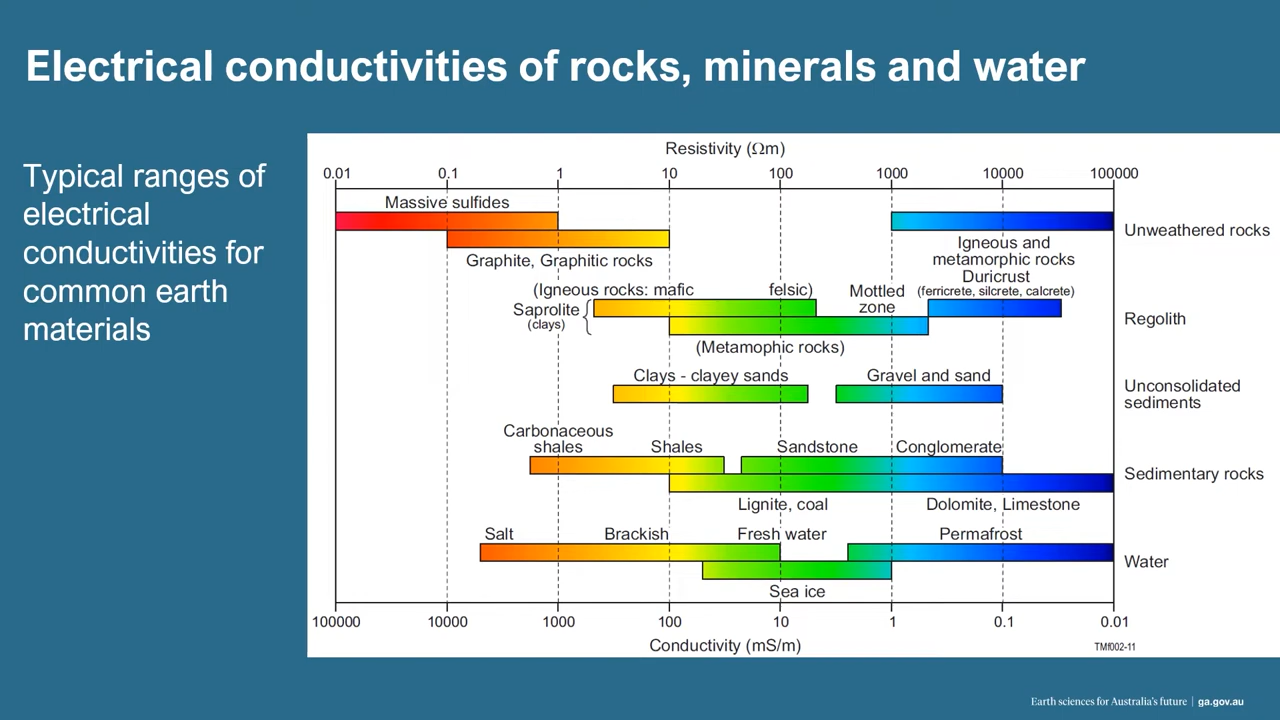 Electrical conductivities of rocks, minerals and water
Typical ranges of
electrical
conductivities for
common earth
materials
Resistivity (Ωm)
0.01 0.1 1 10 100 1000 10000 100000
Massive sulfides
Graphite, Graphitic rocks
Igneous and
metamorphic rocks
Unweathered rocks
Duricrust
(ferricrete, silcrete, calcrete)
(Igneous rocks: mafic felsic)
Mottled
zone
Saprolite
(clays)
(Metamophic rocks)
Regolith
Clays - clayey sands
Gravel and sand
Unconsolidated
sediments
Carbonaceous
shales
Shales
Sandstone
Conglomerate
Sedimentary rocks
Lignite, coal
Dolomite, Limestone
Salt
Brackish
Fresh water
Permafrost
Water
Sea ice
100000 10000 1000 100 10 1 0.1 0.01
Conductivity (mS/m)
TMf002-11
Earth sciences for Australia's future | ga.gov.au